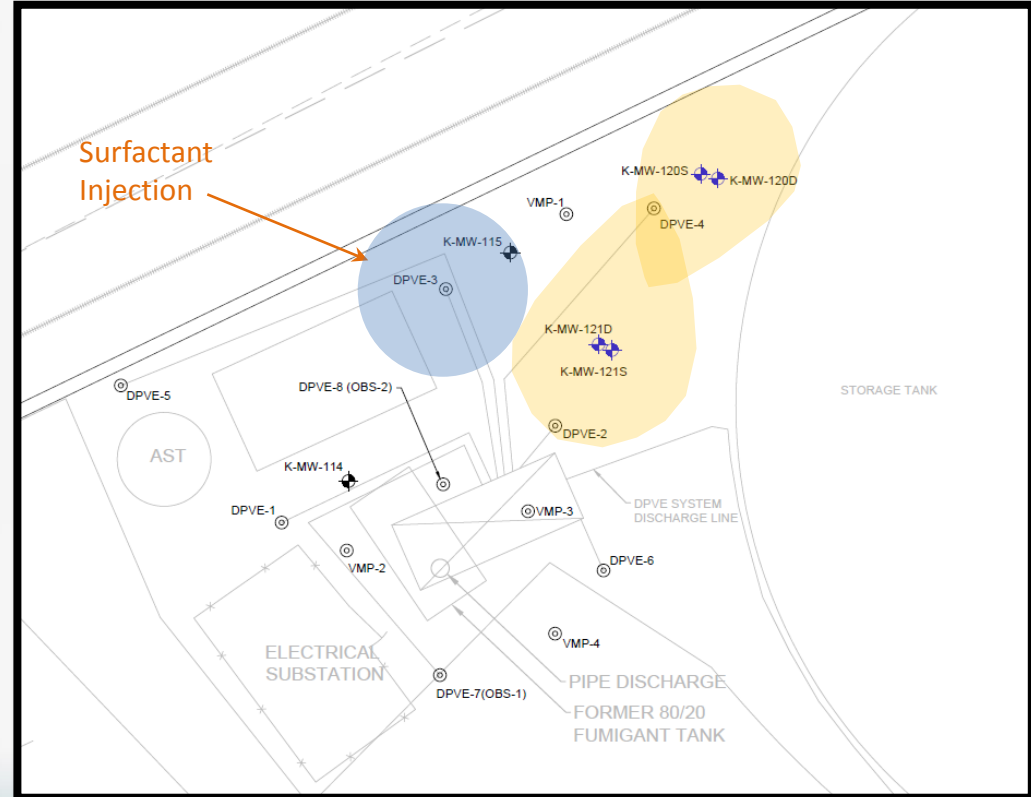 Surfactant
Injection
K-MW-120S
K-MW-120D
VMP-1
DPVE-4
K-MW-115
DPVE-3
K-MW-121D
K-MW-121S
DPVE-5
DPVE-8 (OBS-2)
STORAGE TANK
DPVE-2
AST
K-MW-114
DPVE-1
VMP-3
DPVE SYSTEM
DISCHARGE LINE
VMP-2
DPVE-6
VMP-4
ELECTRICAL
SUBSTATION
DPVE-7(OBS-1)
PIPE DISCHARGE
FORMER 80/20
FUMIGANT TANK